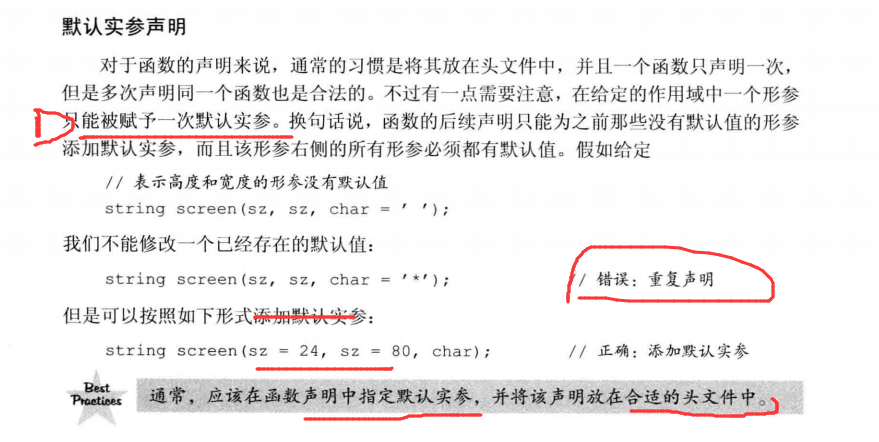 默认实参声明
对于函数的声明来说，通常的习惯是将其放在头文件中，并且一个函数只声明一次，
但是多次声明同一个函数也是合法的。不过有一点需要注意，在给定的作用域中一个形参
只能被赋予一次默认实参。换句话说，函数的后续声明只能为之前那些没有默认值的形参
添加默认实参，而且该形参右侧的所有形参必须都有默认值。假如给定
// 表示高度和宽度的形参没有默认值
string screen(sz, sz, char = ' ');
我们不能修改一个已经存在的默认值：
string screen(sz, sz, char = '*'); // 错误：重复声明
但是可以按照如下形式添加默认实参：
string screen(sz = 24, sz = 80, char); // 正确：添加默认实参
Best
Practices 通常，应该在函数声明中指定默认实参，并将该声明放在合适的头文件中。